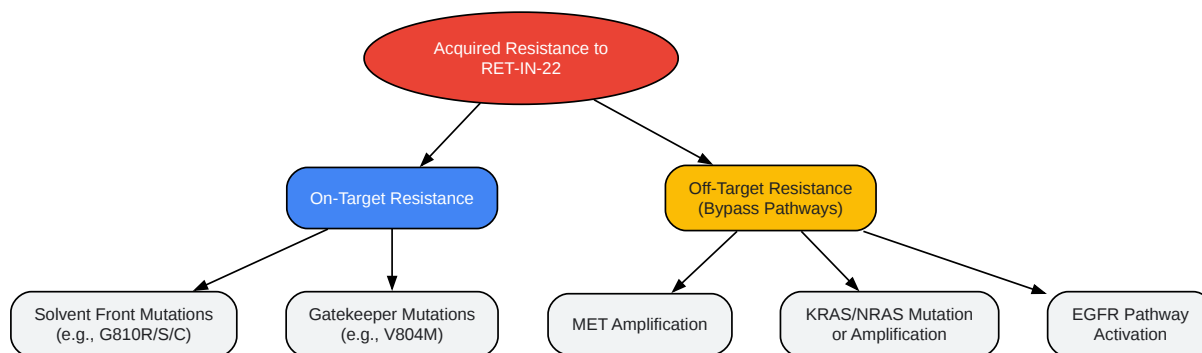 Acquired Resistance to
RET-IN-22
On-Target Resistance
Off-Target Resistance
(Bypass Pathways)
Solvent Front Mutations
(e.g., G810R/S/C)
Gatekeeper Mutations
(e.g., V804M)
MET Amplification
KRAS/NRAS Mutation
or Amplification
EGFR Pathway
Activation